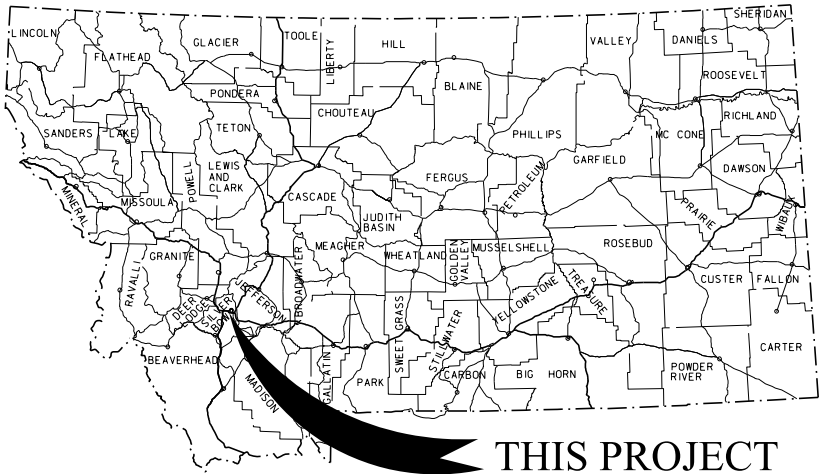 SHERIDAN
LINCOLN
TOOLE
GLACIER
LIBERTY
HILL
VALLEY
DANIELS
FLATHEAD
BLAINE
ROOSEVELT
PONDERA
CHOUTEAU
RICHLAND
TETON
PHILLIPS
MC CONE
SANDERS
LAKE
GARFIELD
LEWIS
AND
CLARK
POWELL
FERGUS
PETROLEUM
DAWSON
CASCADE
MINERAL
MISSOULA
JUDITH
BASIN
PRAIRIE
WIBAUX
MEAGHER
WHEATLAND
GOLDEN
VALLEY
MUSSELSHELL
ROSEBUD
GRANITE
BROADWATER
RAVALLI
CUSTER
FALLON
JEFFERSON
DEER
LODGE
SILVER
BOW
SWEET GRASS
STILLWATER
YELLOWSTONE
TREASURE
CARTER
BEAVERHEAD
MADISON
GALLATIN
PARK
CARBON
BIG HORN
POWDER
RIVER
THIS PROJECT